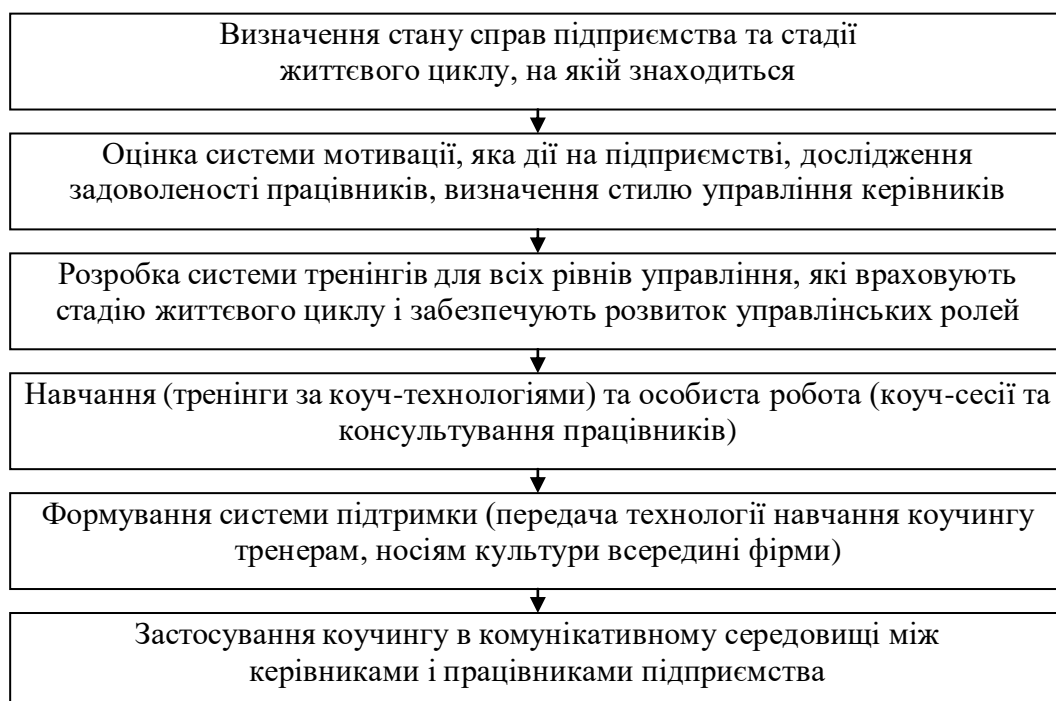 Визначення стану справ підприємства та стадії
життєвого циклу, на якій знаходиться
Оцінка системи мотивації, яка дії на підприємстві, дослідження
задоволеності працівників, визначення стилю управління керівників
Розробка системи тренінгів для всіх рівнів управління, які враховують
стадію життєвого циклу і забезпечують розвиток управлінських ролей
Навчання (тренінги за коуч-технологіями) та особиста робота (коуч-сесії та
консультування працівників)
Формування системи підтримки (передача технології навчання коучингу
тренерам, носіям культури всередині фірми)
Застосування коучингу в комунікативному середовищі між
керівниками і працівниками підприємства